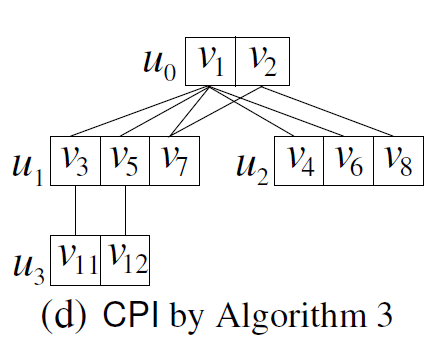 u0 v1 v2
u1 v3 v5 v7 u2 v4 v6 v8
u3 v11 v12
(d) CPI by Algorithm 3